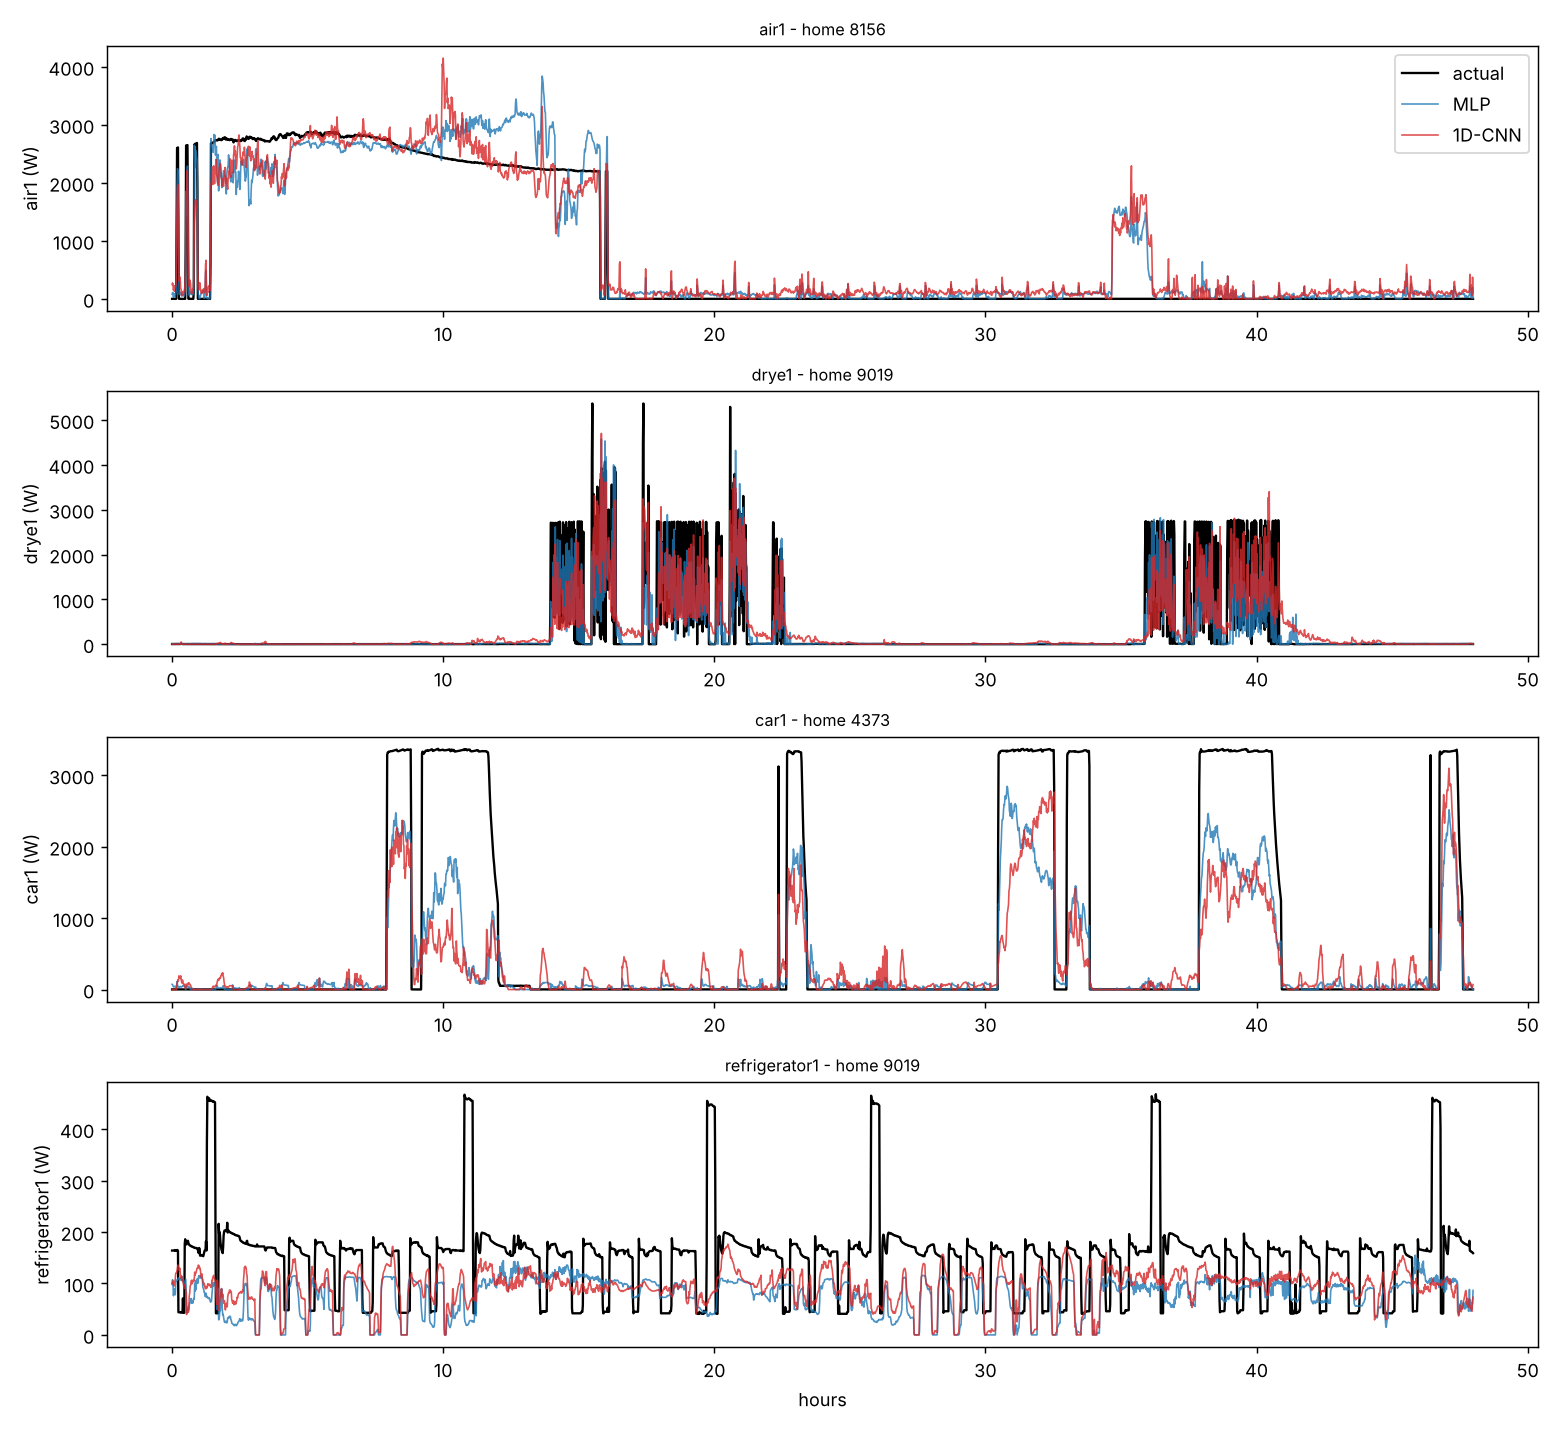 air1 - home 8156
4000
3000
2000
1000
0
air1 (W)
actual
MLP
1D-CNN
0 10 20 30 40 50
drye1 - home 9019
5000
4000
3000
2000
1000
0
drye1 (W)
0 10 20 30 40 50
car1 - home 4373
3000
2000
1000
0
car1 (W)
0 10 20 30 40 50
refrigerator1 - home 9019
400
300
200
100
0
refrigerator1 (W)
0 10 20 30 40 50
hours